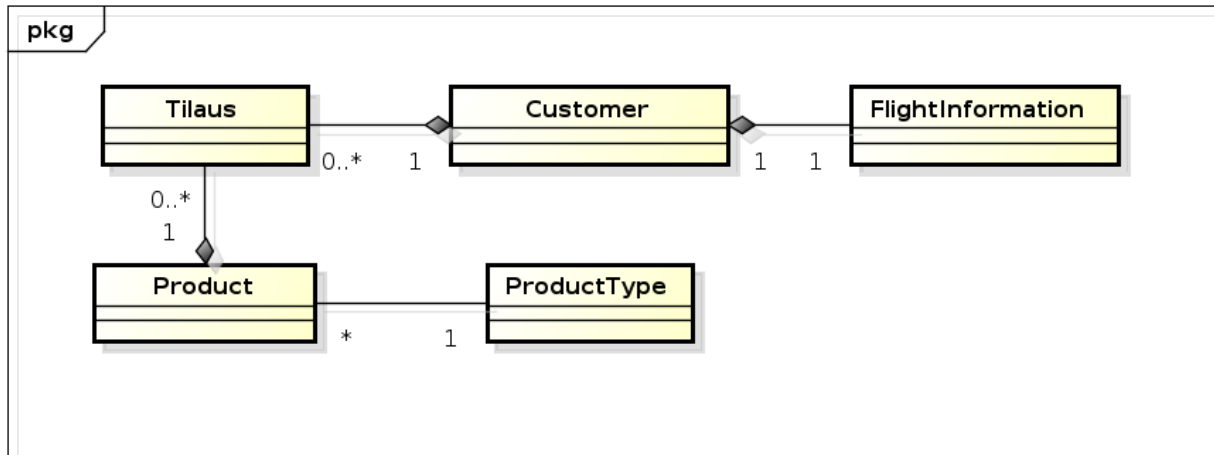 pkg
Tilaus
Customer
FlightInformation
0..*
1
1
1
0..*
1
Product
ProductType
*
1